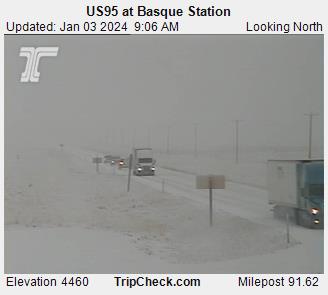 US95 at Basque Station
Updated: Jan 03 2024 9:06 AM Looking North
Elevation 4460 TripCheck.com Milepost 91.62